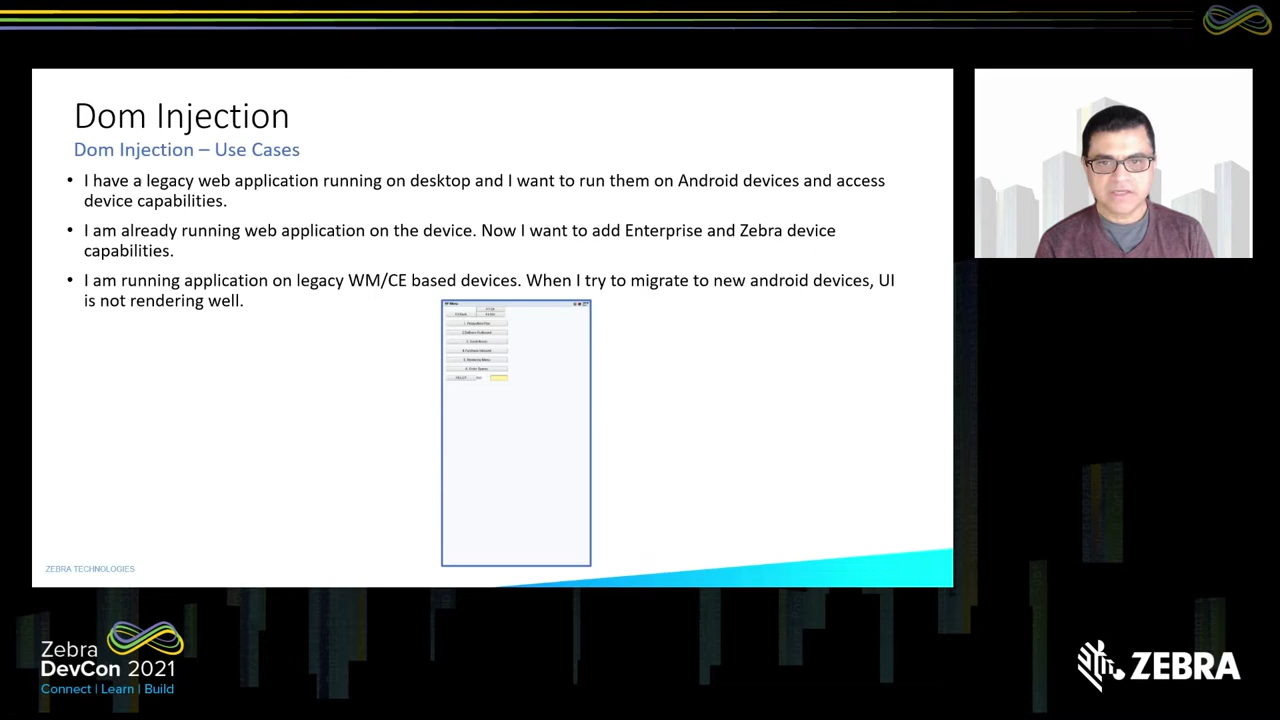 Dom Injection
Dom Injection – Use Cases
• I have a legacy web application running on desktop and I want to run them on Android devices and access
device capabilities.
• I am already running web application on the device. Now I want to add Enterprise and Zebra device
capabilities.
• I am running application on legacy WM/CE based devices. When I try to migrate to new android devices, UI
is not rendering well.
ZEBRA TECHNOLOGIES
Zebra
DevCon 2021
Connect | Learn | Build
ZEBRA